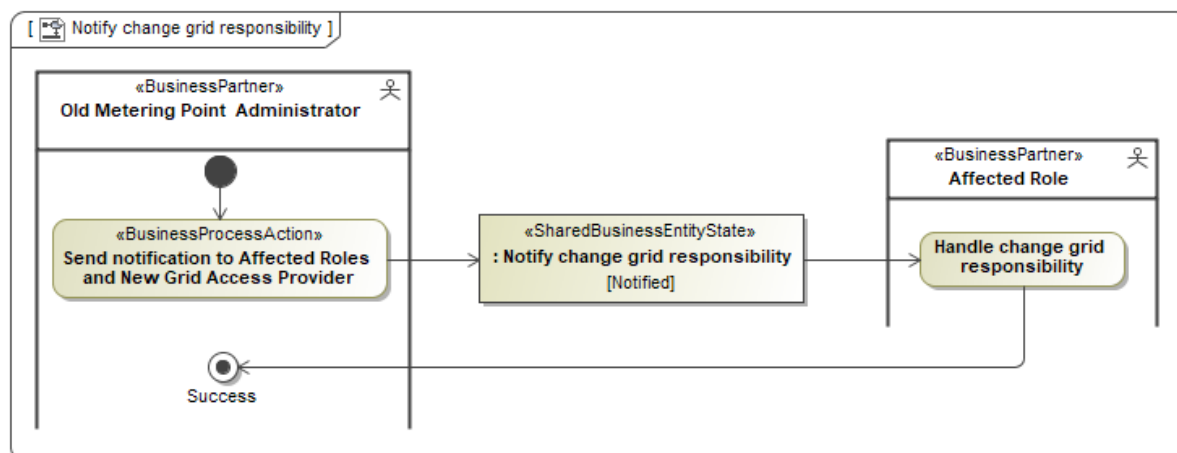 [ Notify change grid responsibility ]
«BusinessPartner»
Old Metering Point Administrator
«BusinessPartner»
Affected Role
«BusinessProcessAction»
Send notification to Affected Roles
and New Grid Access Provider
«SharedBusinessEntityState»
: Notify change grid responsibility
[Notified]
Handle change grid
responsibility
Success